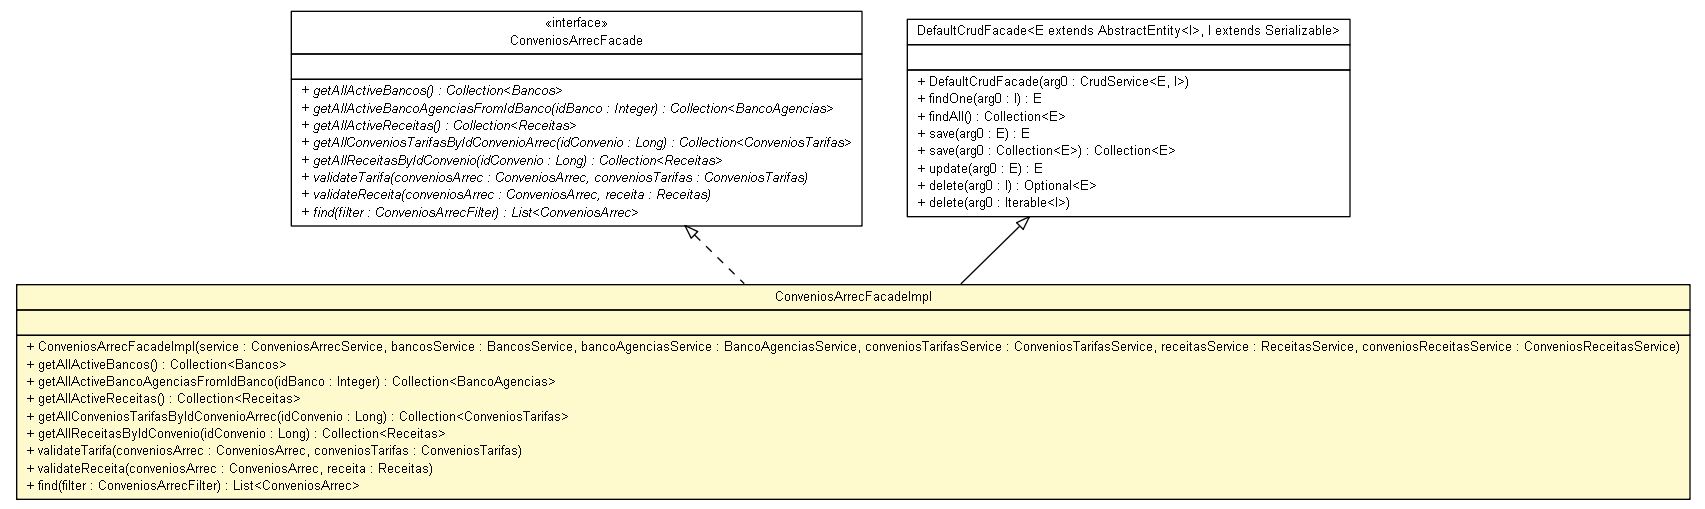 «interface»
ConveniosArrecFacade
+ getAllActiveBancos() : Collection<Bancos>
+ getAllActiveBancoAgenciasFromIdBanco(idBanco : Integer) : Collection<BancoAgencias>
+ getAllActiveReceitas() : Collection<Receitas>
+ getAllConveniosTarifasByIdConvenioArrec(idConvenio : Long) : Collection<ConveniosTarifas>
+ getAllReceitasByIdConvenio(idConvenio : Long) : Collection<Receitas>
+ validateTarifa(conveniosArrec : ConveniosArrec, conveniosTarifas : ConveniosTarifas)
+ validateReceita(conveniosArrec : ConveniosArrec, receita : Receitas)
+ find(filter : ConveniosArrecFilter) : List<ConveniosArrec>
DefaultCrudFacade<E extends AbstractEntity<I>, I extends Serializable>
+ DefaultCrudFacade(arg0 : CrudService<E, I>)
+ findOne(arg0 : I) : E
+ findAll() : Collection<E>
+ save(arg0 : E) : E
+ save(arg0 : Collection<E>) : Collection<E>
+ update(arg0 : E) : E
+ delete(arg0 : I) : Optional<E>
+ delete(arg0 : Iterable<I>)
ConveniosArrecFacadeImpl
+ ConveniosArrecFacadeImpl(service : ConveniosArrecService, bancosService : BancosService, bancoAgenciasService : BancoAgenciasService, conveniosTarifasService : ConveniosTarifasService, receitasService : ReceitasService, conveniosReceitasService : ConveniosReceitasService)
+ getAllActiveBancos() : Collection<Bancos>
+ getAllActiveBancoAgenciasFromIdBanco(idBanco : Integer) : Collection<BancoAgencias>
+ getAllActiveReceitas() : Collection<Receitas>
+ getAllConveniosTarifasByIdConvenioArrec(idConvenio : Long) : Collection<ConveniosTarifas>
+ getAllReceitasByIdConvenio(idConvenio : Long) : Collection<Receitas>
+ validateTarifa(conveniosArrec : ConveniosArrec, conveniosTarifas : ConveniosTarifas)
+ validateReceita(conveniosArrec : ConveniosArrec, receita : Receitas)
+ find(filter : ConveniosArrecFilter) : List<ConveniosArrec>